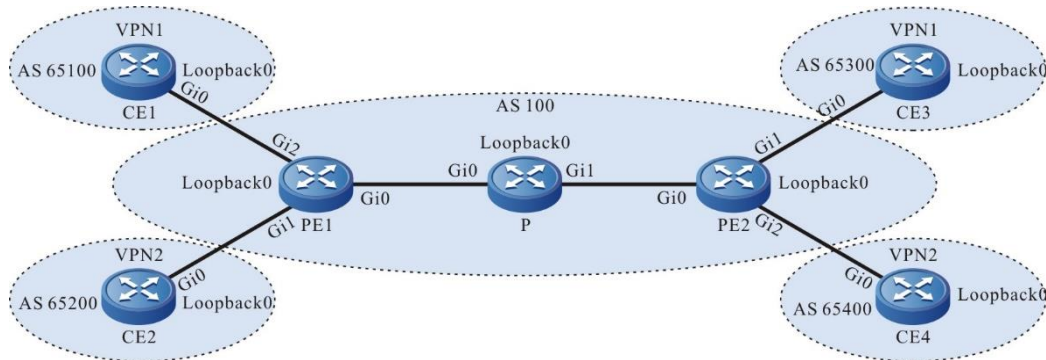 VPN1
AS 65100
Loopback0
CE1
Gi0
VPN1
AS 65300
Loopback0
CE3
Gi0
AS 100
Gi2
Loopback0
Gi1
Loopback0
Gi0
Gi0
Gi1
Gi0
Loopback0
PE1
P
PE2
Gi1
Gi2
VPN2
AS 65200
Gi0
Loopback0
CE2
VPN2
Gi0
AS 65400
Loopback0
CE4